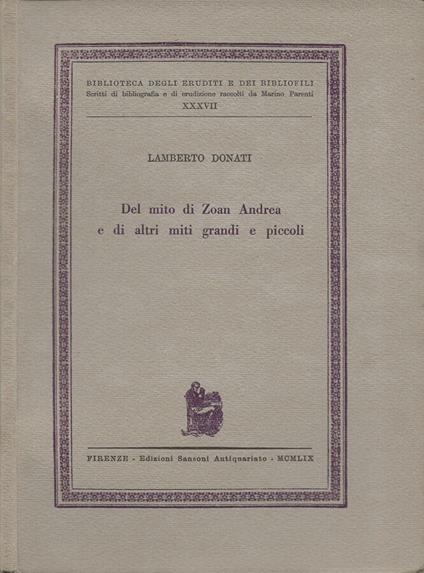 BIBLIOTECA DEGLI ERUDITI E DEI BIBLIOFILI
Scritti di bibliografia e di erudizione raccolti da Marino Parenti
XXXVII
LAMBERTO DONATI
Del mito di Zoan Andrea
e di altri miti grandi e piccoli
FIRENZE - Edizioni Sansoni Antiquariato - MCMLIX